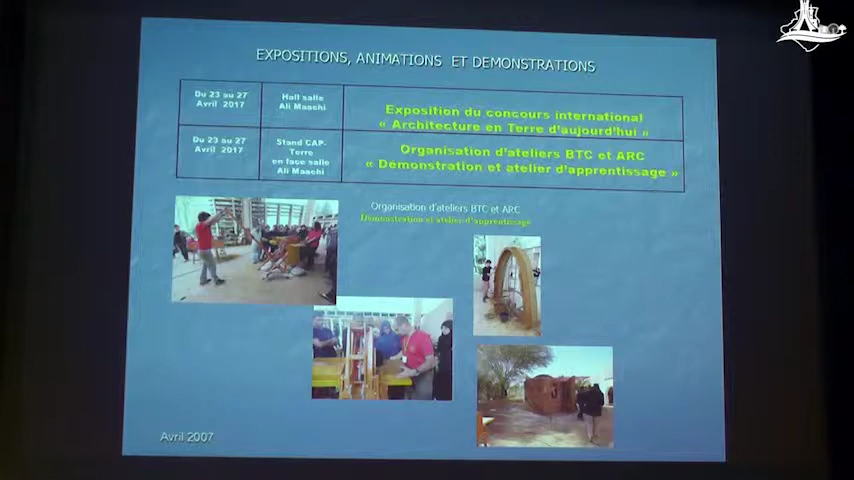 EXPOSITIONS, ANIMATIONS ET DEMONSTRATIONS
Du 23 au 27
Avril 2017
Hall salle
Ali Maachi
Exposition du concours international
« Architecture en Terre d'aujourd'hui »
Du 23 au 27
Avril 2017
Stand CAP-
Terre
en face salle
Ali Maachi
Organisation d'ateliers BTC et ARC
« Démonstration et atelier d'apprentissage »
Organisation d'ateliers BTC et ARC
Démonstration et atelier d'apprentissage
Avril 2007